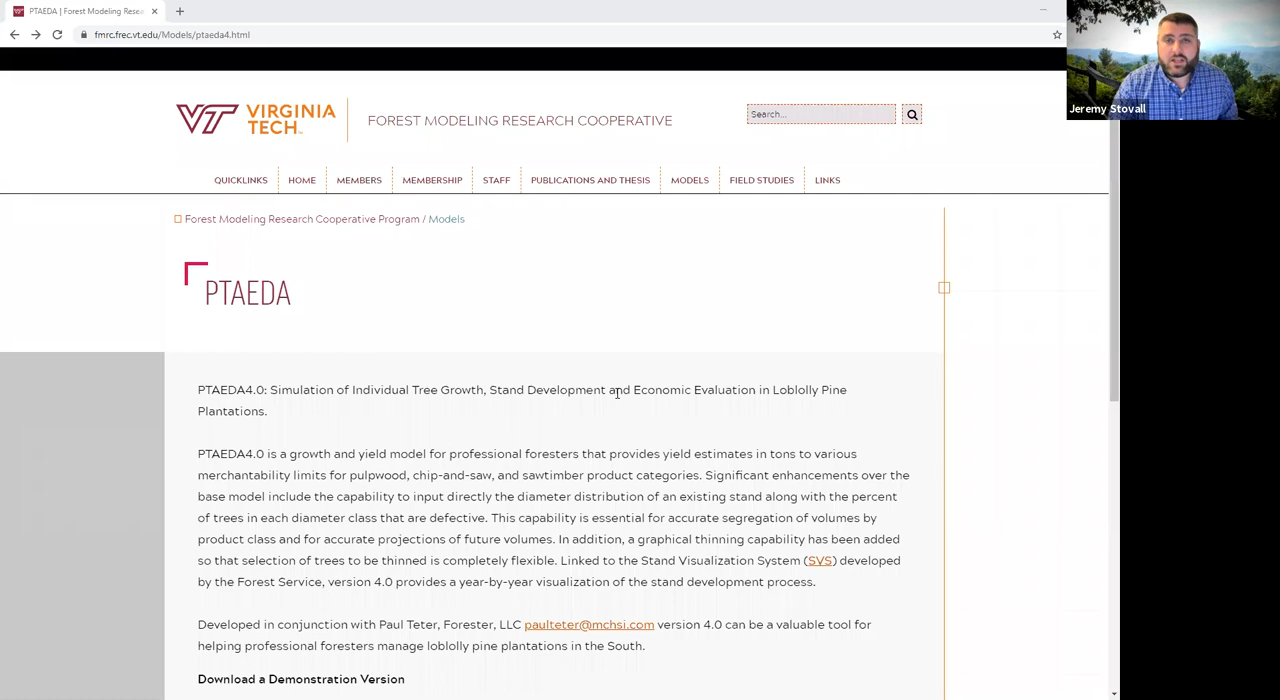 PTAEDA | Forest Modeling Resea
fmrc.frec.vt.edu/Models/ptaeda4.html
Jeremy Stovall
VT VIRGINIA TECH
FOREST MODELING RESEARCH COOPERATIVE
Search...
QUICKLINKS HOME MEMBERS MEMBERSHIP STAFF PUBLICATIONS AND THESIS MODELS FIELD STUDIES LINKS
Forest Modeling Research Cooperative Program / Models
PTAEDA
PTAEDA4.0: Simulation of Individual Tree Growth, Stand Development and Economic Evaluation in Loblolly Pine
Plantations.
PTAEDA4.0 is a growth and yield model for professional foresters that provides yield estimates in tons to various
merchantability limits for pulpwood, chip-and-saw, and sawtimber product categories. Significant enhancements over the
base model include the capability to input directly the diameter distribution of an existing stand along with the percent
of trees in each diameter class that are defective. This capability is essential for accurate segregation of volumes by
product class and for accurate projections of future volumes. In addition, a graphical thinning capability has been added
so that selection of trees to be thinned is completely flexible. Linked to the Stand Visualization System (SVS) developed
by the Forest Service, version 4.0 provides a year-by-year visualization of the stand development process.
Developed in conjunction with Paul Teter, Forester, LLC paulteter@mchsi.com version 4.0 can be a valuable tool for
helping professional foresters manage loblolly pine plantations in the South.
Download a Demonstration Version